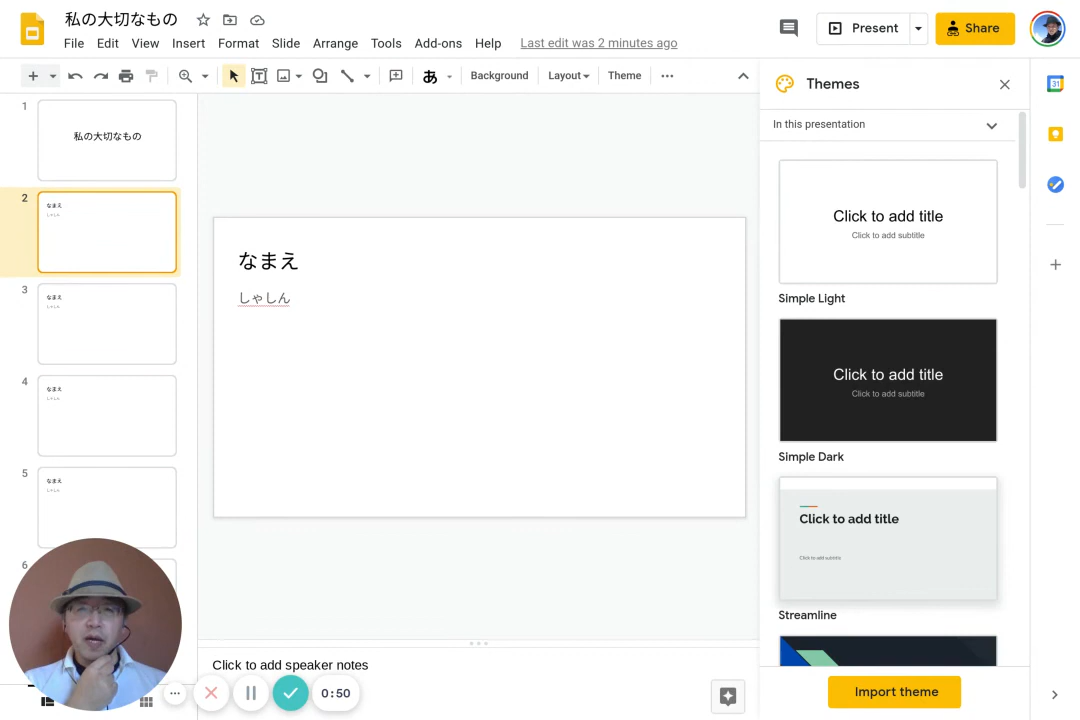 私の大切なもの
File Edit View Insert Format Slide Arrange Tools Add-ons Help Last edit was 2 minutes ago
Present
Share
あ
Background
Layout
Theme
1
私の大切なもの
2
なまえ
しゃしん
3
なまえ
しゃしん
4
なまえ
しゃしん
5
なまえ
しゃしん
6
なまえ
しゃしん
Click to add speaker notes
0:50
Themes
In this presentation
Click to add title
Click to add subtitle
Simple Light
Click to add title
Click to add subtitle
Simple Dark
Click to add title
Click to add subtitle
Streamline
Import theme
31